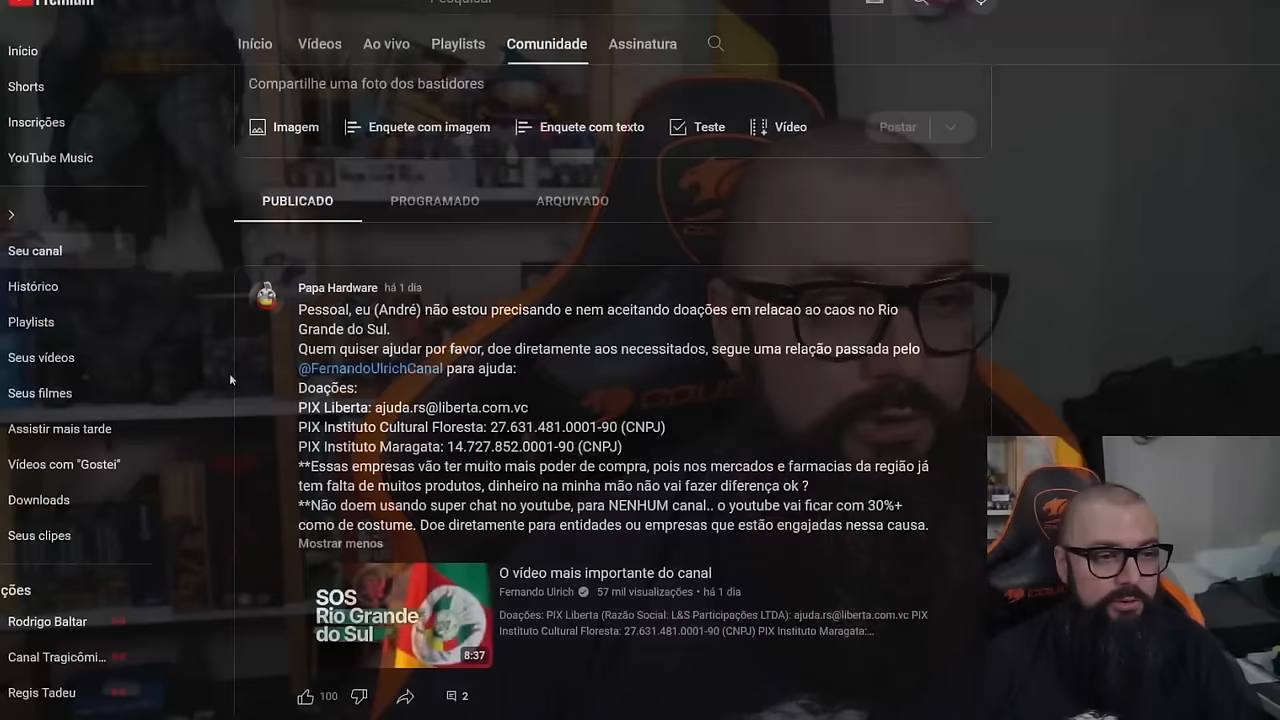 Premium
Pesquisar
Início
Vídeos
Ao vivo
Playlists
Comunidade
Assinatura
Compartilhe uma foto dos bastidores
Imagem
Enquete com imagem
Enquete com texto
Teste
Vídeo
Postar
PUBLICADO
PROGRAMADO
ARQUIVADO
Início
Shorts
Inscrições
YouTube Music
Seu canal
Histórico
Playlists
Seus vídeos
Seus filmes
Assistir mais tarde
Vídeos com "Gostei"
Downloads
Seus clipes
ções
Rodrigo Baltar
Canal Tragicômi...
Regis Tadeu
Papa Hardware há 1 dia
Pessoal, eu (André) não estou precisando e nem aceitando doações em relacao ao caos no Rio
Grande do Sul.
Quem quiser ajudar por favor, doe diretamente aos necessitados, segue uma relação passada pelo
@FernandoUlrichCanal para ajuda:
Doações:
PIX Liberta: ajuda.rs@liberta.com.vc
PIX Instituto Cultural Floresta: 27.631.481.0001-90 (CNPJ)
PIX Instituto Maragata: 14.727.852.0001-90 (CNPJ)
**Essas empresas vão ter muito mais poder de compra, pois nos mercados e farmacias da região já
tem falta de muitos produtos, dinheiro na minha mão não vai fazer diferença ok ?
**Não doem usando super chat no youtube, para NENHUM canal.. o youtube vai ficar com 30%+
como de costume. Doe diretamente para entidades ou empresas que estão engajadas nessa causa.
Mostrar menos
SOS
Rio Grande
do Sul
8:37
O vídeo mais importante do canal
Fernando Ulrich 57 mil visualizações • há 1 dia
Doações: PIX Liberta (Razão Social: L&S Participações LTDA): ajuda.rs@liberta.com.vc PIX
Instituto Cultural Floresta: 27.631.481.0001-90 (CNPJ) PIX Instituto Maragata:...
100
2